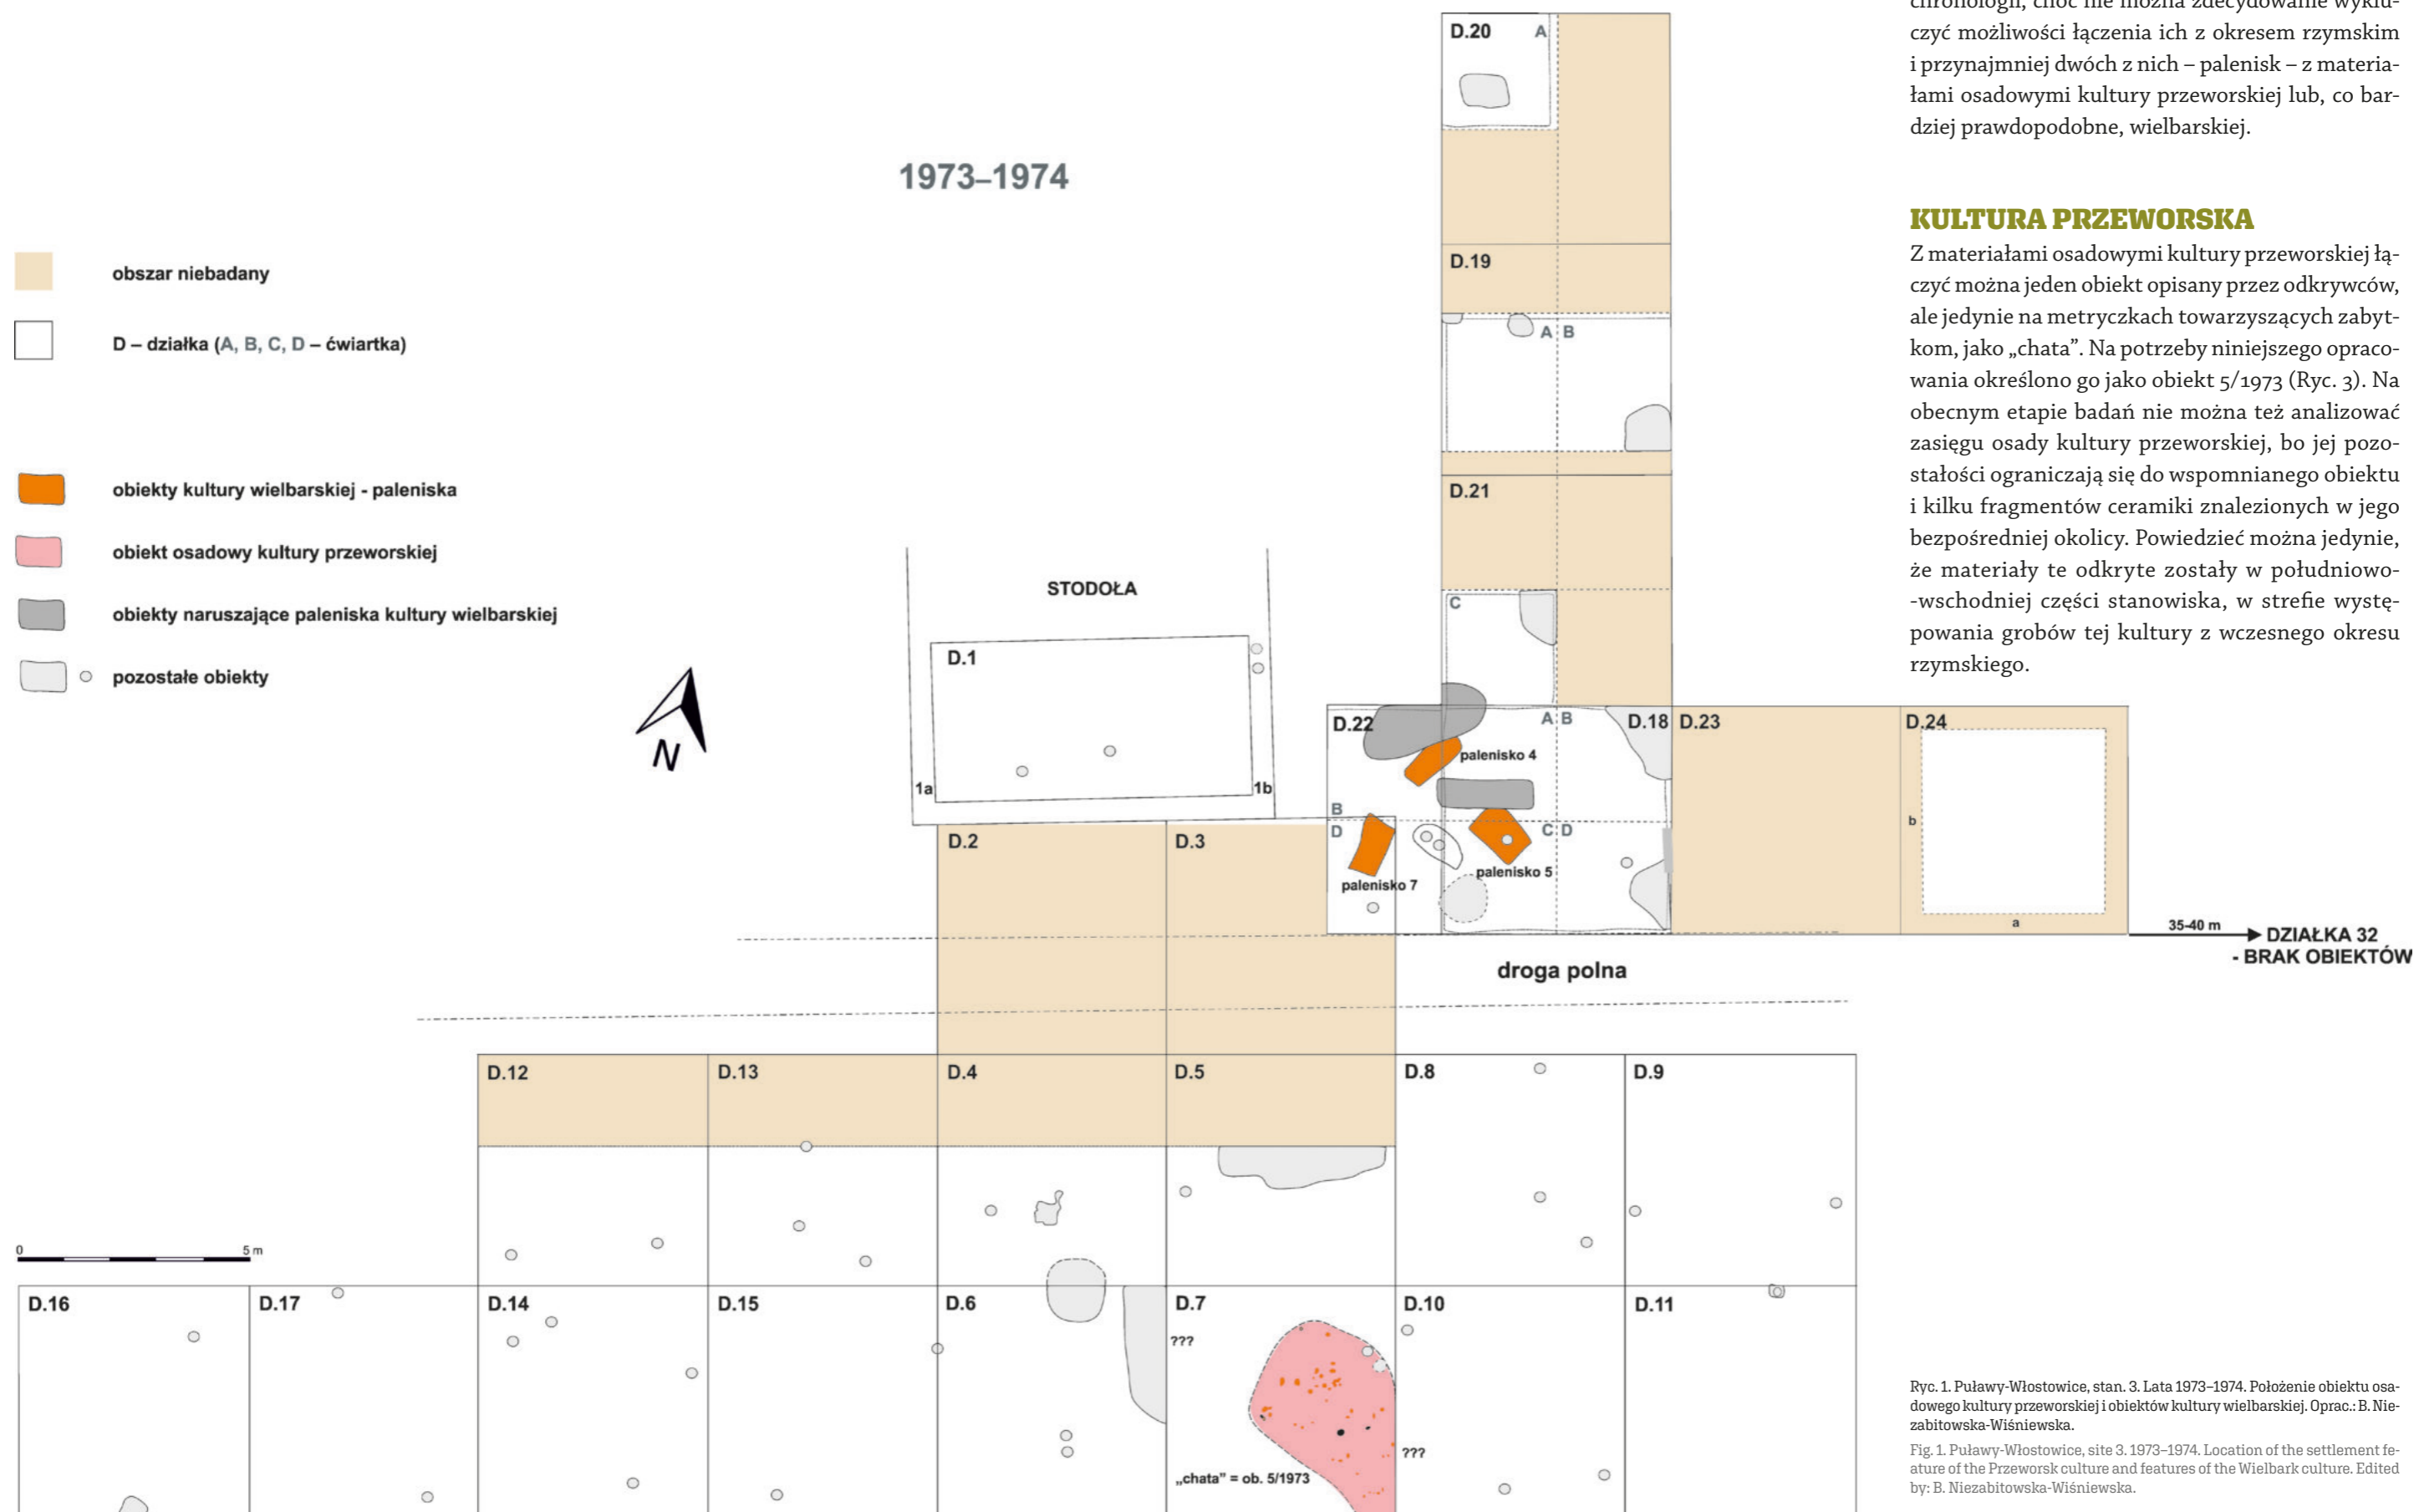 1973–1974
obszar niebadany
D – działka (A, B, C, D – ćwiartka)
obiekty kultury wielbarskiej - paleniska
obiekt osadowy kultury przeworskiej
obiekty naruszające paleniska kultury wielbarskiej
pozostałe obiekty
N
0 5 m
D.20 A
D.19
A B
D.21
C
STODOŁA
D.1
1a 1b
D.22 A B D.18 D.23 D.24
palenisko 4
B
D C D
palenisko 5
palenisko 7
b
a
35-40 m
DZIAŁKA 32
- BRAK OBIEKTÓW
D.2 D.3
droga polna
D.12 D.13 D.4 D.5 D.8 D.9
D.16 D.17 D.14 D.15 D.6 D.7 D.10 D.11
???
???
„chata” = ob. 5/1973
chronologii, choć nie można zdecydowanie wyklu-
czyć możliwości łączenia ich z okresem rzymskim
i przynajmniej dwóch z nich – palenisk – z materia-
łami osadowymi kultury przeworskiej lub, co bar-
dziej prawdopodobne, wielbarskiej.
KULTURA PRZEWORSKA
Z materiałami osadowymi kultury przeworskiej łą-
czyć można jeden obiekt opisany przez odkrywców,
ale jedynie na metryczkach towarzyszących zabyt-
kom, jako „chata”. Na potrzeby niniejszego opraco-
wania określono go jako obiekt 5/1973 (Ryc. 3). Na
obecnym etapie badań nie można też analizować
zasięgu osady kultury przeworskiej, bo jej pozo-
stałości ograniczają się do wspomnianego obiektu
i kilku fragmentów ceramiki znalezionych w jego
bezpośredniej okolicy. Powiedzieć można jedynie,
że materiały te odkryte zostały w południowo-
-wschodniej części stanowiska, w strefie wystę-
powania grobów tej kultury z wczesnego okresu
rzymskiego.
Ryc. 1. Puławy-Włostowice, stan. 3. Lata 1973–1974. Położenie obiektu osa-
dowego kultury przeworskiej i obiektów kultury wielbarskiej. Oprac.: B. Nie-
zabitowska-Wiśniewska.
Fig. 1. Puławy-Włostowice, site 3. 1973–1974. Location of the settlement fe-
ature of the Przeworsk culture and features of the Wielbark culture. Edited
by: B. Niezabitowska-Wiśniewska.